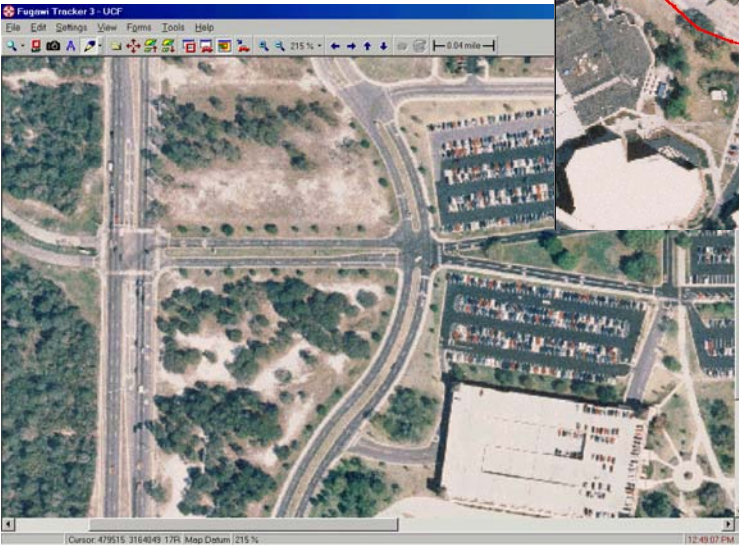 Fugawi Tracker 3 - UCF
File Edit Settings View Forms Tools Help
A 215 % 0.04 mile
Cursor: 479515 3164049 17R Map Datum 215 % 12:49:07 PM